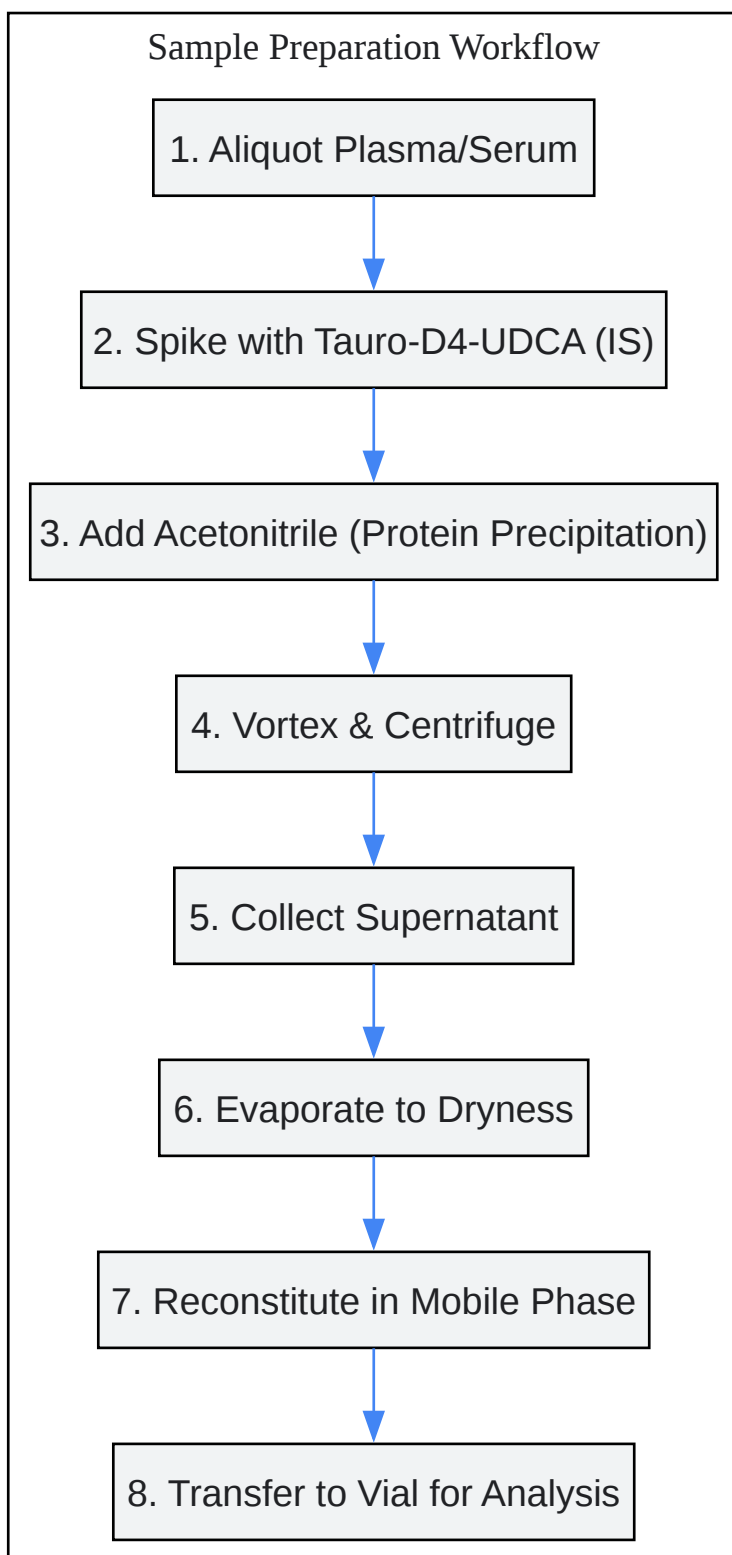 Sample Preparation Workflow
1. Aliquot Plasma/Serum
2. Spike with Tauro-D4-UDCA (IS)
3. Add Acetonitrile (Protein Precipitation)
4. Vortex & Centrifuge
5. Collect Supernatant
6. Evaporate to Dryness
7. Reconstitute in Mobile Phase
8. Transfer to Vial for Analysis